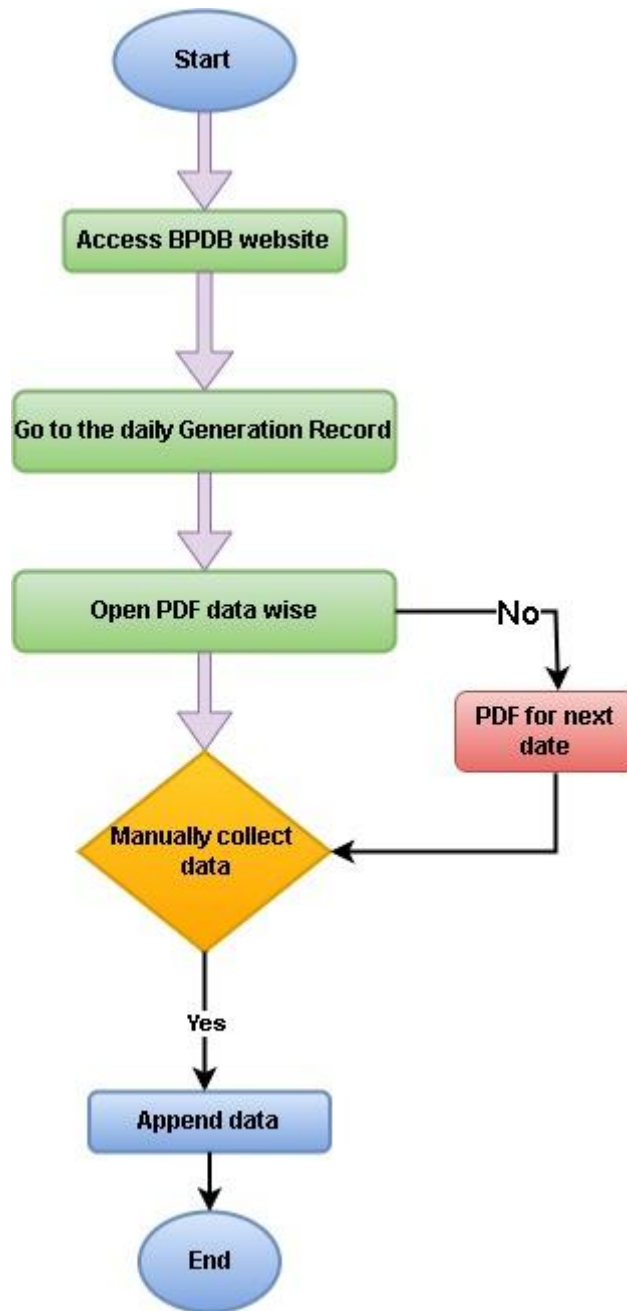 Start
Access BPDB website
Go to the daily Generation Record
Open PDF data wise
No
PDF for next
date
Manually collect
data
Yes
Append data
End